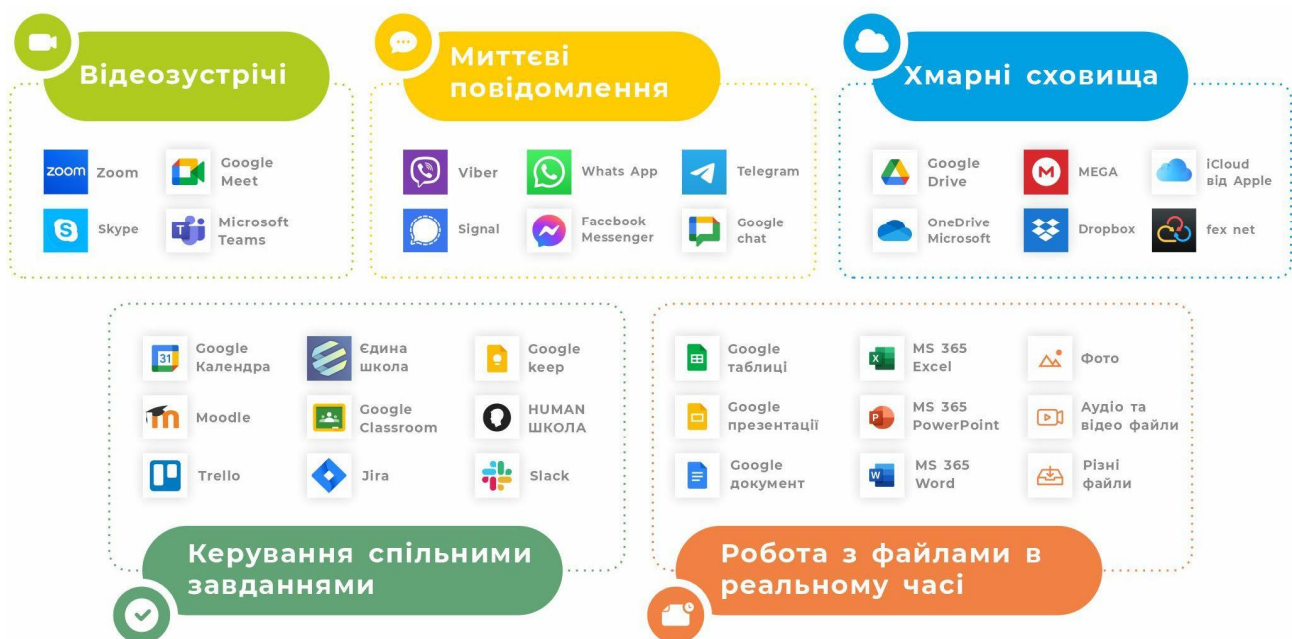 Відеозустрічі
zoom
Zoom
Google
Meet
S
Skype
T
Microsoft
Teams
Миттєві
повідомлення
Viber
Whats App
Telegram
Signal
Facebook
Messenger
Google
chat
Хмарні сховища
Google
Drive
M
MEGA
iCloud
від Apple
OneDrive
Microsoft
Dropbox
fex net
31
Google
Календра
Єдина
школа
Google
keep
m
Moodle
Google
Classroom
HUMAN
ШКОЛА
Trello
Jira
Slack
Керування спільними
завданнями
Google
таблиці
X
MS 365
Excel
Фото
Google
презентації
P
MS 365
PowerPoint
Аудіо та
відео файли
Google
документ
W
MS 365
Word
Різні
файли
Робота з файлами в
реальному часі